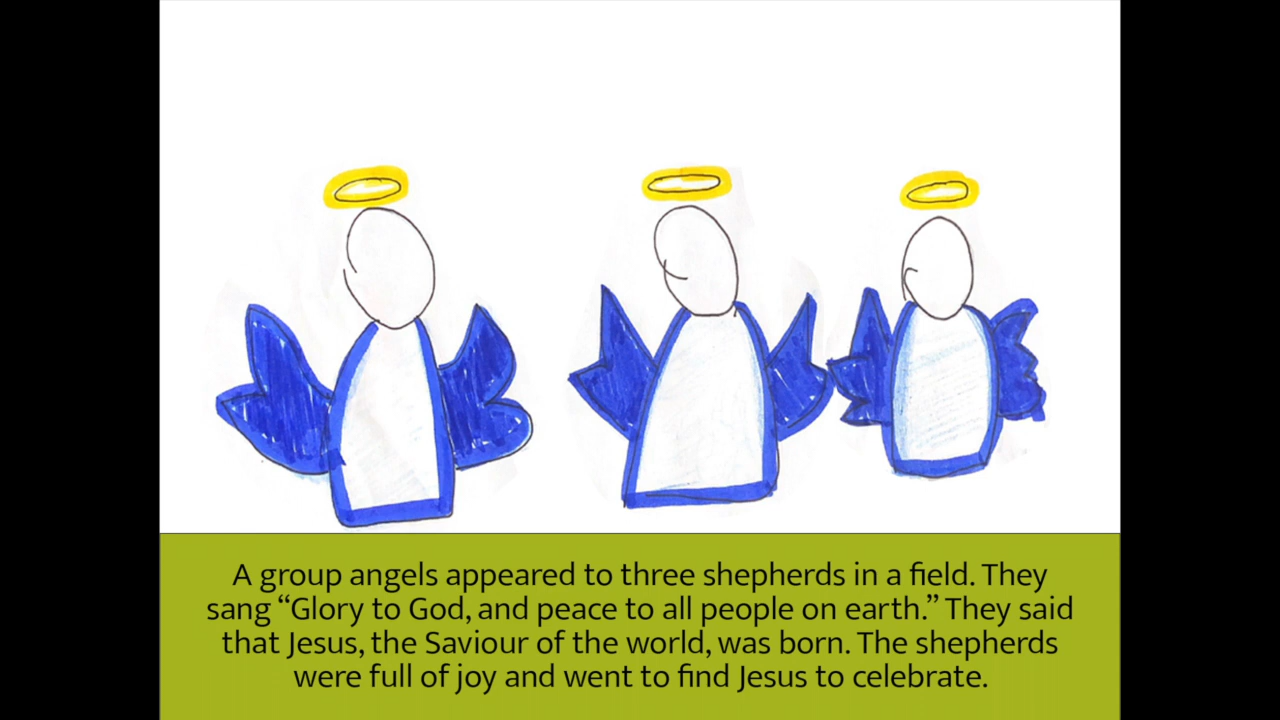 A group angels appeared to three shepherds in a field. They
sang “Glory to God, and peace to all people on earth.” They said
that Jesus, the Saviour of the world, was born. The shepherds
were full of joy and went to find Jesus to celebrate.